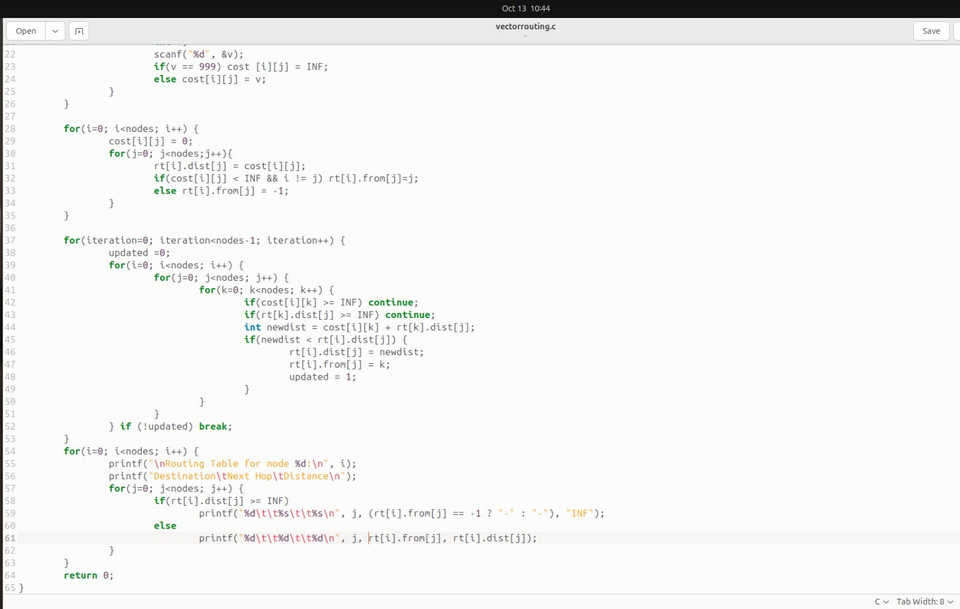 Oct 13 10:44
Open
vectorrouting.c
Save
22 scanf("%d", &v);
23 if(v == 999) cost [i][j] = INF;
24 else cost[i][j] = v;
25 }
26 }
27
28 for(i=0; i<nodes; i++) {
29 cost[i][j] = 0;
30 for(j=0; j<nodes;j++){
31 rt[i].dist[j] = cost[i][j];
32 if(cost[i][j] < INF && i != j) rt[i].from[j]=j;
33 else rt[i].from[j] = -1;
34 }
35 }
36
37 for(iteration=0; iteration<nodes-1; iteration++) {
38 updated =0;
39 for(i=0; i<nodes; i++) {
40 for(j=0; j<nodes; j++) {
41 for(k=0; k<nodes; k++) {
42 if(cost[i][k] >= INF) continue;
43 if(rt[k].dist[j] >= INF) continue;
44 int newdist = cost[i][k] + rt[k].dist[j];
45 if(newdist < rt[i].dist[j]) {
46 rt[i].dist[j] = newdist;
47 rt[i].from[j] = k;
48 updated = 1;
49 }
50 }
51 }
52 } if (!updated) break;
53 }
54 for(i=0; i<nodes; i++) {
55 printf("\nRouting Table for node %d:\n", i);
56 printf("Destination\tNext Hop\tDistance\n");
57 for(j=0; j<nodes; j++) {
58 if(rt[i].dist[j] >= INF)
59 printf("%d\t\t%s\t\t%s\n", j, (rt[i].from[j] == -1 ? "-" : "-"), "INF");
60 else
61 printf("%d\t\t%d\t\t%d\n", j, rt[i].from[j], rt[i].dist[j]);
62 }
63 }
64 return 0;
65 }
C Tab Width: 8